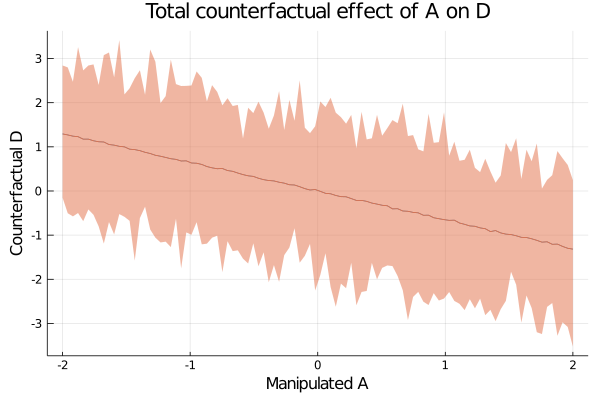 Total counterfactual effect of A on D
Counterfactual D
3
2
1
0
-1
-2
-3
-2 -1 0 1 2
Manipulated A